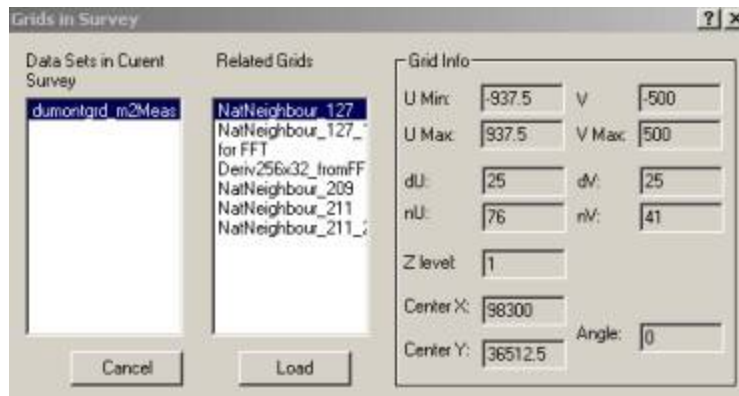 Grids in Survey
Data Sets in Curent
Survey
dumontgrd_m2Meas
Cancel
Related Grids
NatNeighbour_127
NatNeighbour_127_
for FFT
Deriv256x32_fromFF
NatNeighbour_209
NatNeighbour_211
NatNeighbour_211_2
Load
Grid Info
U Min: -937.5 V -500
U Max: 937.5 V Max: 500
dU: 25 dV: 25
nU: 76 nV: 41
Z level: 1
Center X: 98300
Angle: 0
Center Y: 36512.5